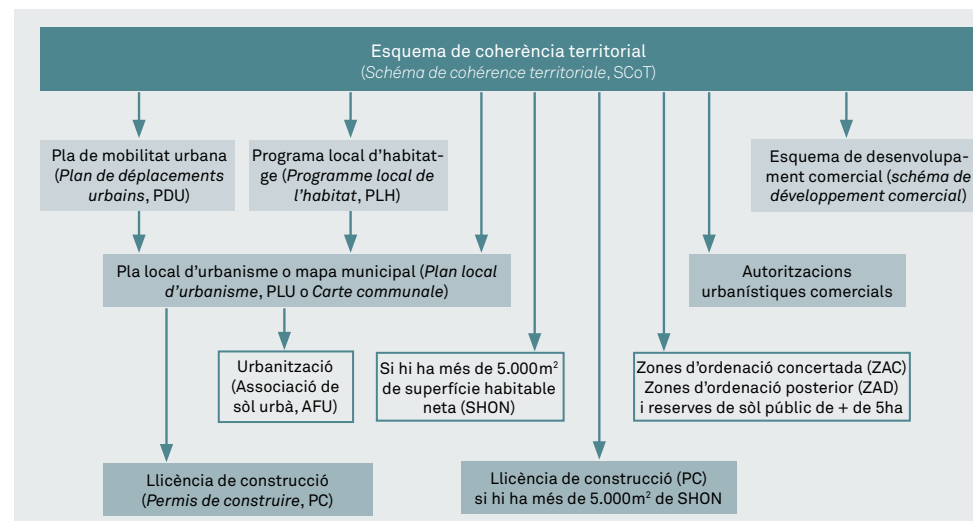 Esquema de coherència territorial
(Schéma de cohérence territoriale, SCoT)
Pla de mobilitat urbana
(Plan de déplacements
urbains, PDU)
Programa local d'habitat-
ge (Programme local de
l'habitat, PLH)
Esquema de desenvolupa-
ment comercial (schéma de
développement comercial)
Pla local d'urbanisme o mapa municipal (Plan local
d'urbanisme, PLU o Carte communale)
Autoritzacions
urbanístiques comercials
Urbanització
(Associació de
sòl urbà, AFU)
Si hi ha més de 5.000m²
de superfície habitable
neta (SHON)
Zones d'ordenació concertada (ZAC)
Zones d'ordenació posterior (ZAD)
i reserves de sòl públic de + de 5ha
Llicència de construcció
(Permis de construire, PC)
Llicència de construcció (PC)
si hi ha més de 5.000m² de SHON